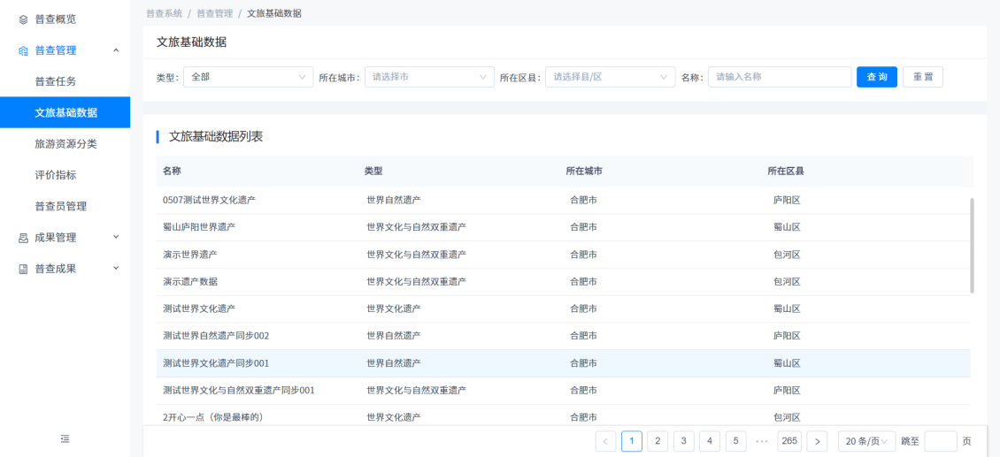 普查概览
普查管理
普查任务
文旅基础数据
旅游资源分类
评价指标
普查员管理
成果管理
普查成果
普查系统 / 普查管理 / 文旅基础数据
文旅基础数据
类型: 全部 所在城市: 请选择市 所在区县: 请选择县/区 名称: 请输入名称 查询 重置
文旅基础数据列表
名称 类型 所在城市 所在区县
0507测试世界文化遗产 世界自然遗产 合肥市 庐阳区
蜀山庐阳世界遗产 世界文化与自然双重遗产 合肥市 蜀山区
演示世界遗产 世界文化与自然双重遗产 合肥市 包河区
演示遗产数据 世界文化与自然双重遗产 合肥市 包河区
测试世界文化遗产 世界文化遗产 合肥市 蜀山区
测试世界自然遗产同步002 世界自然遗产 合肥市 庐阳区
测试世界文化遗产同步001 世界自然遗产 合肥市 蜀山区
测试世界文化与自然双重遗产同步001 世界文化与自然双重遗产 合肥市 庐阳区
2开心一点（你是最棒的） 世界文化遗产 合肥市 包河区
< 1 2 3 4 5 ••• 265 > 20 条/页 跳至 页